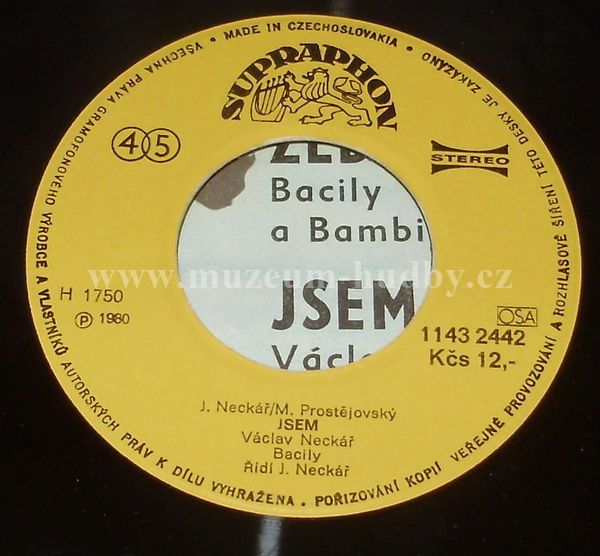 VŠECHNA PRÁVA GRAMOFONOVÉHO VÝROBCE A VLASTNÍKŮ AUTORSKÝCH PRÁV K DÍLU VYHRAŽENA. POŘIZOVÁNÍ KOPIÍ VEŘEJNÉ PROVOZOVÁNÍ A ROZHLASOVÉ ŠÍŘENÍ TÉTO DESKY JE ZAKÁZÁNO • MADE IN CZECHOSLOVAKIA •
SUPRAPHON
45
STEREO
Bacily
a Bambi
JSEM
Václ
www.muzeum-hudby.cz
H 1750
℗ 1980
OSA
1143 2442
Kčs 12,-
J. Neckář/M. Prostějovský
JSEM
Václav Neckář
Bacily
Řídí J. Neckář